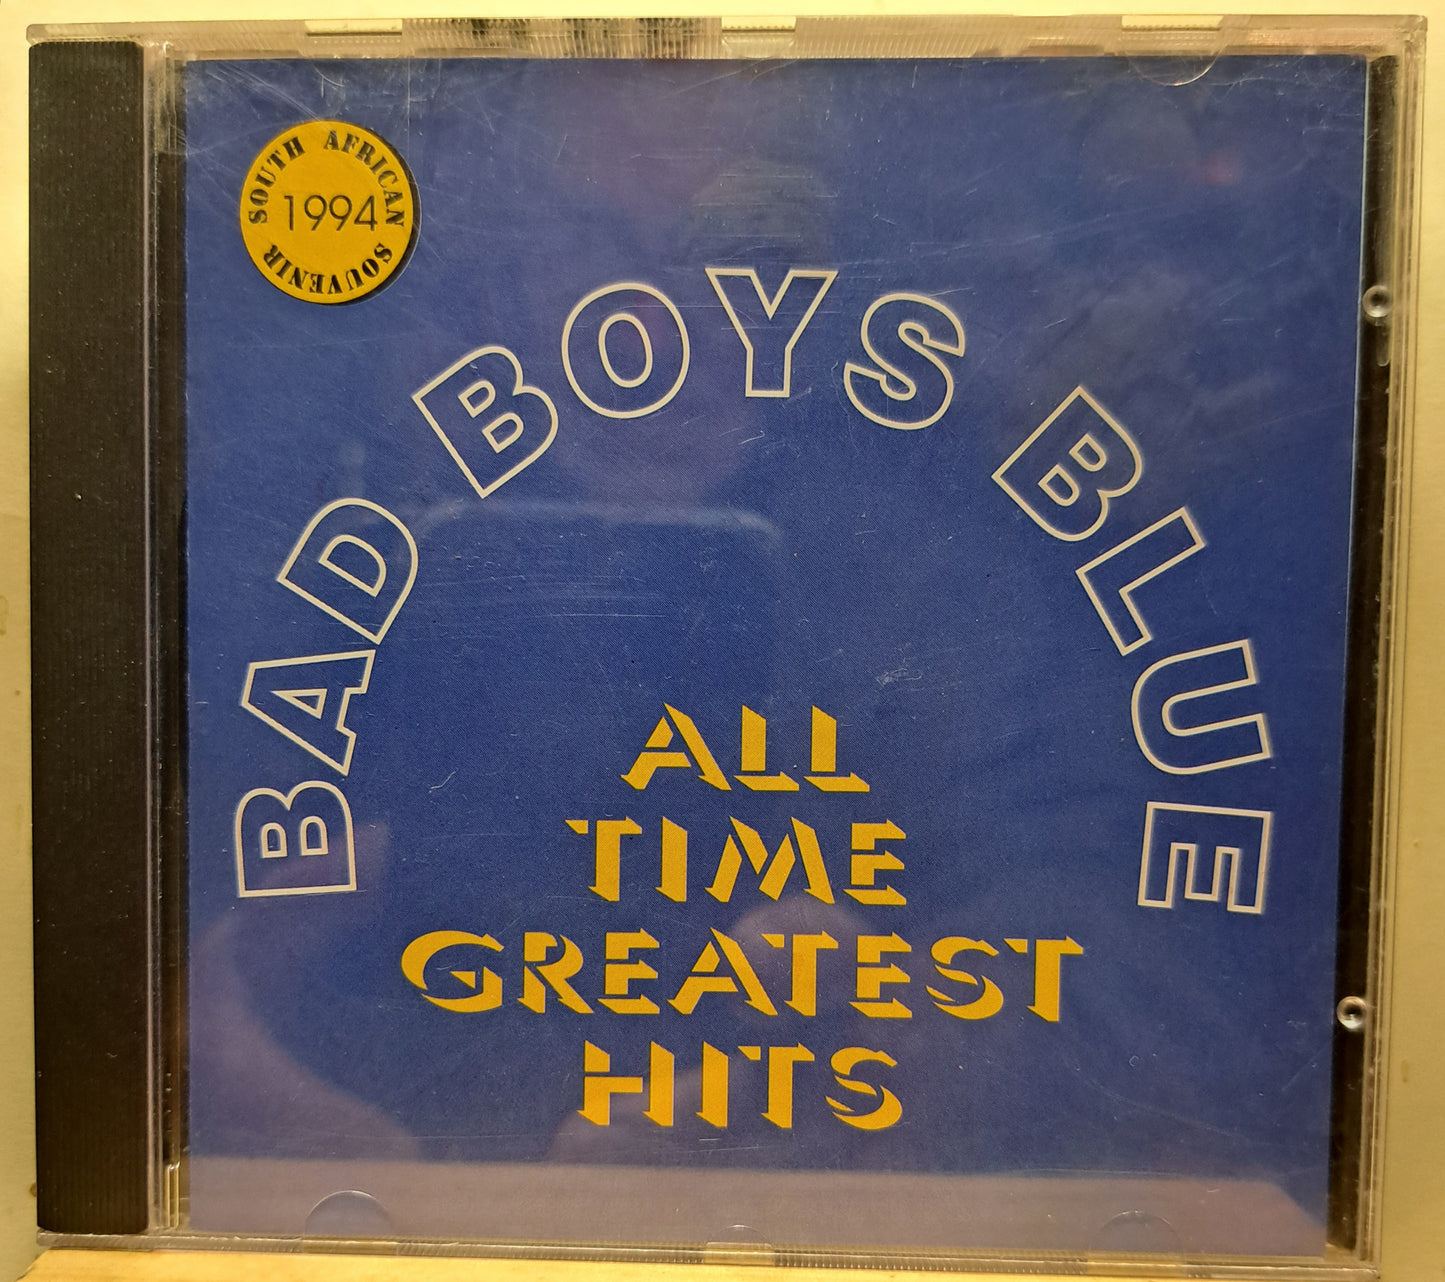 SOUTH AFRICAN
1994
SOUVENIR
BAD BOYS BLUE
ALL
TIME
GREATEST
HITS